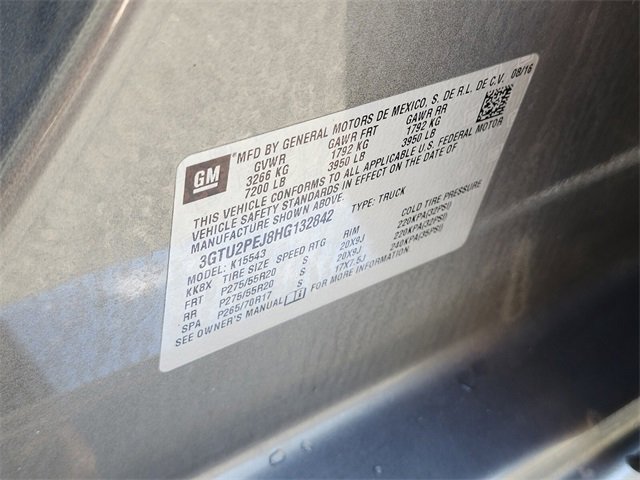 GM
MFD BY GENERAL MOTORS DE MEXICO, S. DE R.L. DE C.V. 08/16
GVWR GAWR FRT GAWR RR
3266 KG 1792 KG 1792 KG
7200 LB 3950 LB 3950 LB
THIS VEHICLE CONFORMS TO ALL APPLICABLE U.S. FEDERAL MOTOR
VEHICLE SAFETY STANDARDS IN EFFECT ON THE DATE OF
MANUFACTURE SHOWN ABOVE.
3GTU2PEJ8HG132842 TYPE: TRUCK
MODEL: K15543
KKBX TIRE SIZE SPEED RTG RIM COLD TIRE PRESSURE
FRT P275/55R20 S 20X9J 220KPA(32PSI)
RR P275/55R20 S 20X9J 220KPA(32PSI)
SPA P265/70R17 S 17X7.5J 240KPA(35PSI)
SEE OWNER'S MANUAL FOR MORE INFORMATION.